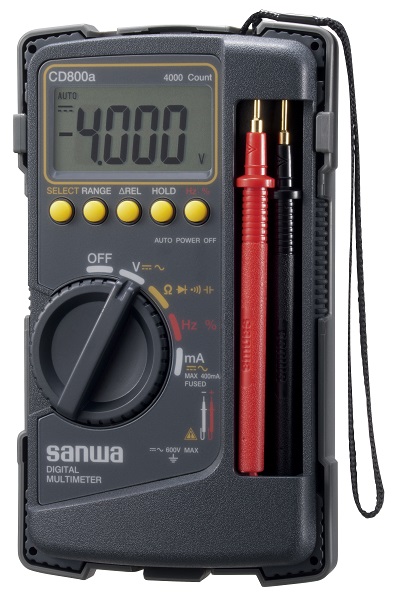 CD800a 4000 Count
AUTO
-4.000 V
SELECT RANGE ΔREL HOLD Hz %
AUTO POWER OFF
OFF
V
Ω
Hz %
mA
MAX 400mA
FUSED
sanwa
DIGITAL
MULTIMETER
600V MAX